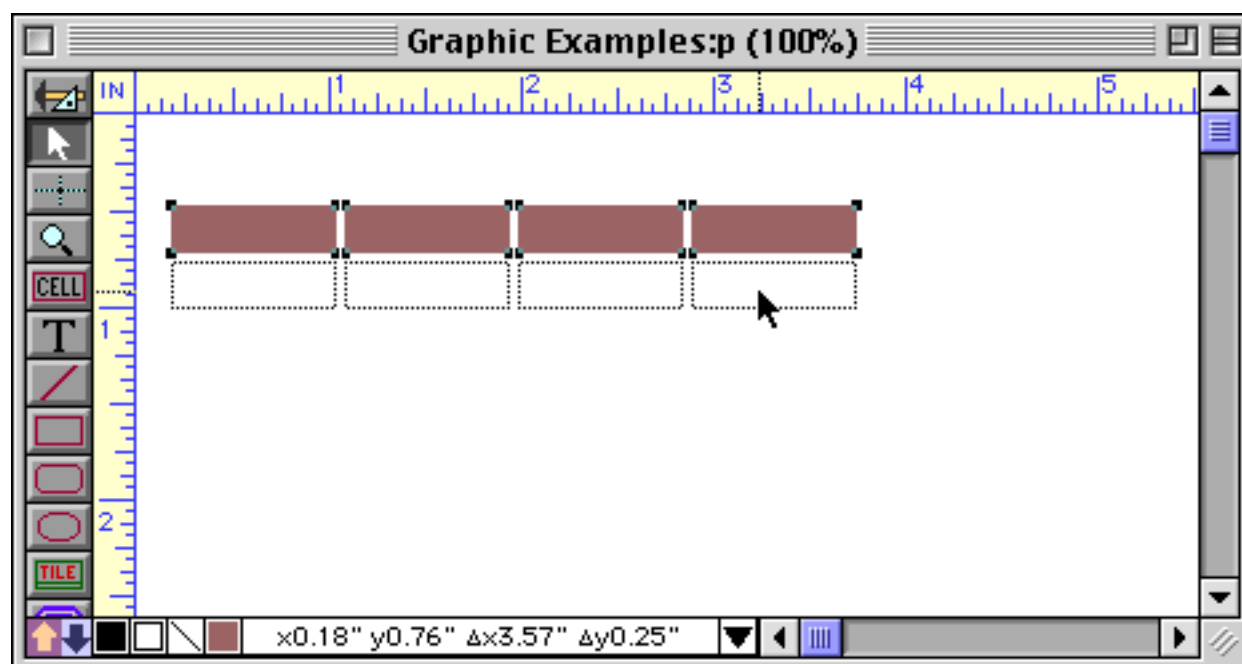 Graphic Examples:p (100%)
IN 1 2 3 4 5
CELL
T
1
2
TILE
x0.18" y0.76" Δx3.57" Δy0.25"